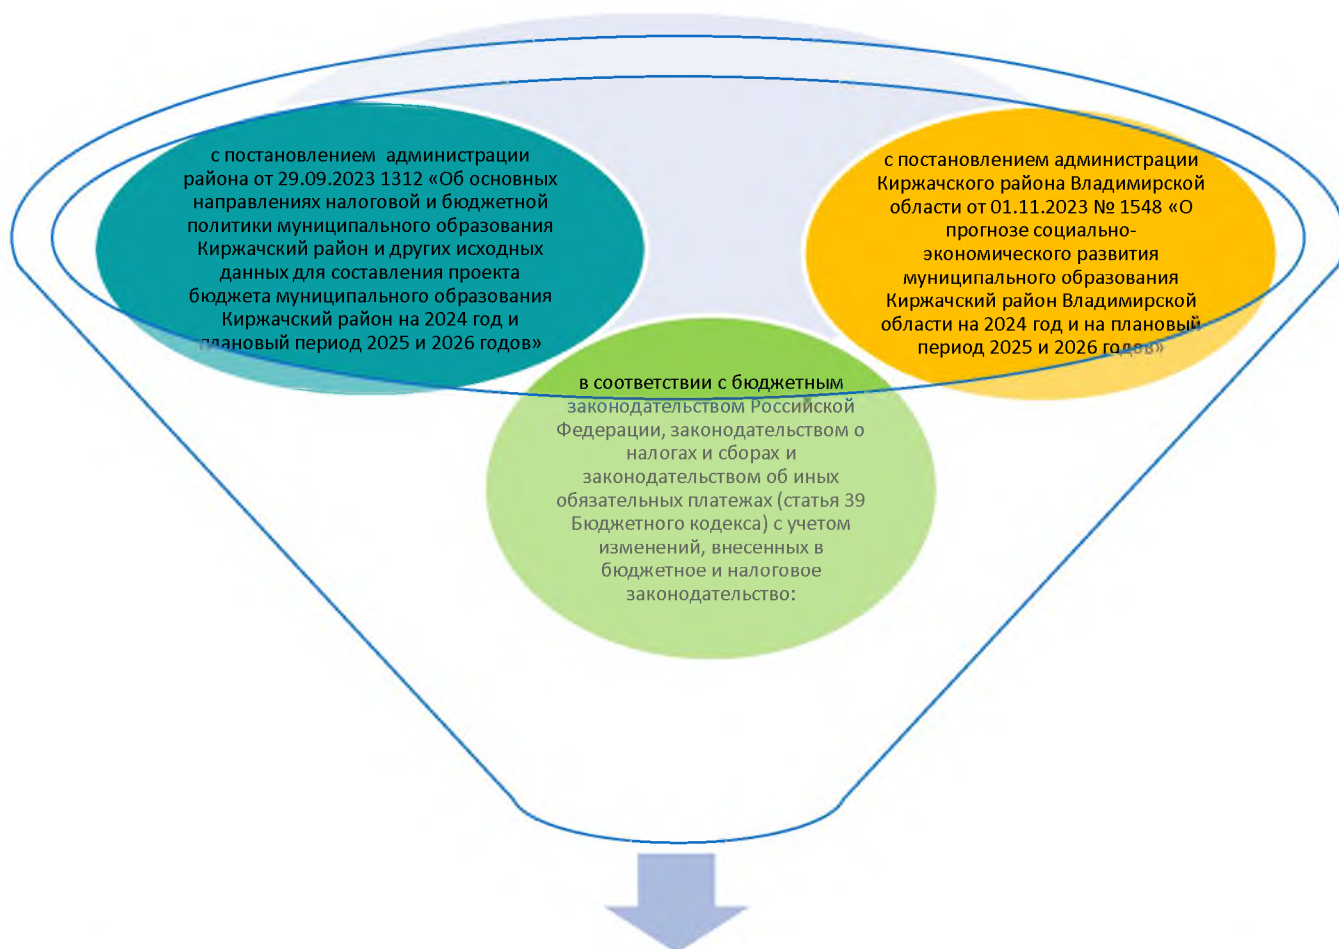 с постановлением администрации
района от 29.09.2023 1312 «Об основных
направлениях налоговой и бюджетной
политики муниципального образования
Киржачский район и других исходных
данных для составления проекта
бюджета муниципального образования
Киржачский район на 2024 год и
плановый период 2025 и 2026 годов»
с постановлением администрации
Киржачского района Владимирской
области от 01.11.2023 № 1548 «О
прогнозе социально-
экономического развития
муниципального образования
Киржачский район Владимирской
области на 2024 год и на плановый
период 2025 и 2026 годов»
в соответствии с бюджетным
законодательством Российской
Федерации, законодательством о
налогах и сборах и
законодательством об иных
обязательных платежах (статья 39
Бюджетного кодекса) с учетом
изменений, внесенных в
бюджетное и налоговое
законодательство: